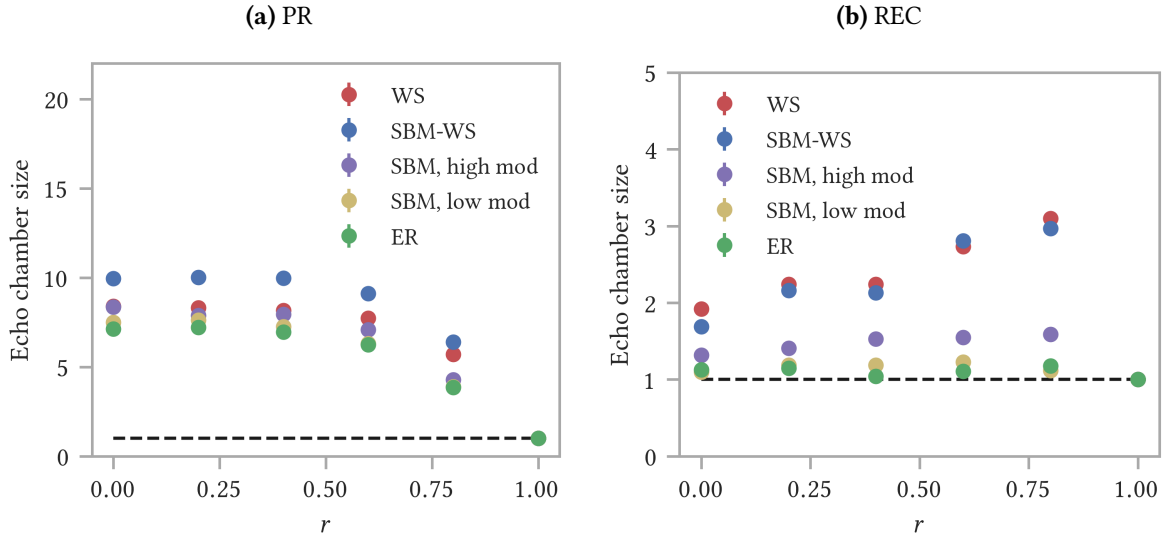 (a) PR
Echo chamber size
20
15
10
5
0
WS
SBM-WS
SBM, high mod
SBM, low mod
ER
0.00 0.25 0.50 0.75 1.00
r
(b) REC
Echo chamber size
5
4
3
2
1
0
WS
SBM-WS
SBM, high mod
SBM, low mod
ER
0.00 0.25 0.50 0.75 1.00
r